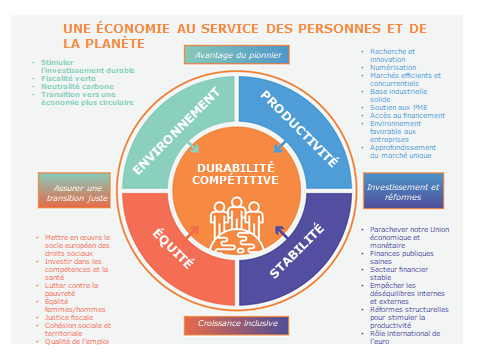 UNE ÉCONOMIE AU SERVICE DES PERSONNES ET DE
LA PLANÈTE
Avantage du pionnier
- Stimuler
l'investissement durable
- Fiscalité verte
- Neutralité carbone
- Transition vers une
économie plus circulaire
- Recherche et
innovation
- Numérisation
- Marchés efficients et
concurrentiels
- Base industrielle
solide
- Soutien aux PME
- Accès au financement
- Environnement
favorable aux
entreprises
- Approfondissement
du marché unique
ENVIRONNEMENT
PRODUCTIVITÉ
DURABILITÉ
COMPÉTITIVE
Assurer une
transition juste
Investissement et
réformes
ÉQUITÉ
STABILITÉ
- Mettre en œuvre le
socle européen des
droits sociaux
- Investir dans les
compétences et la
santé
- Lutter contre la
pauvreté
- Égalité
femmes/hommes
- Justice fiscale
- Cohésion sociale et
territoriale
- Qualité de l'emploi
- Parachever notre Union
économique et
monétaire
- Finances publiques
saines
- Secteur financier
stable
- Empêcher les
déséquilibres internes
et externes
- Réformes structurelles
pour stimuler la
productivité
- Rôle international de
l'euro
Croissance inclusive